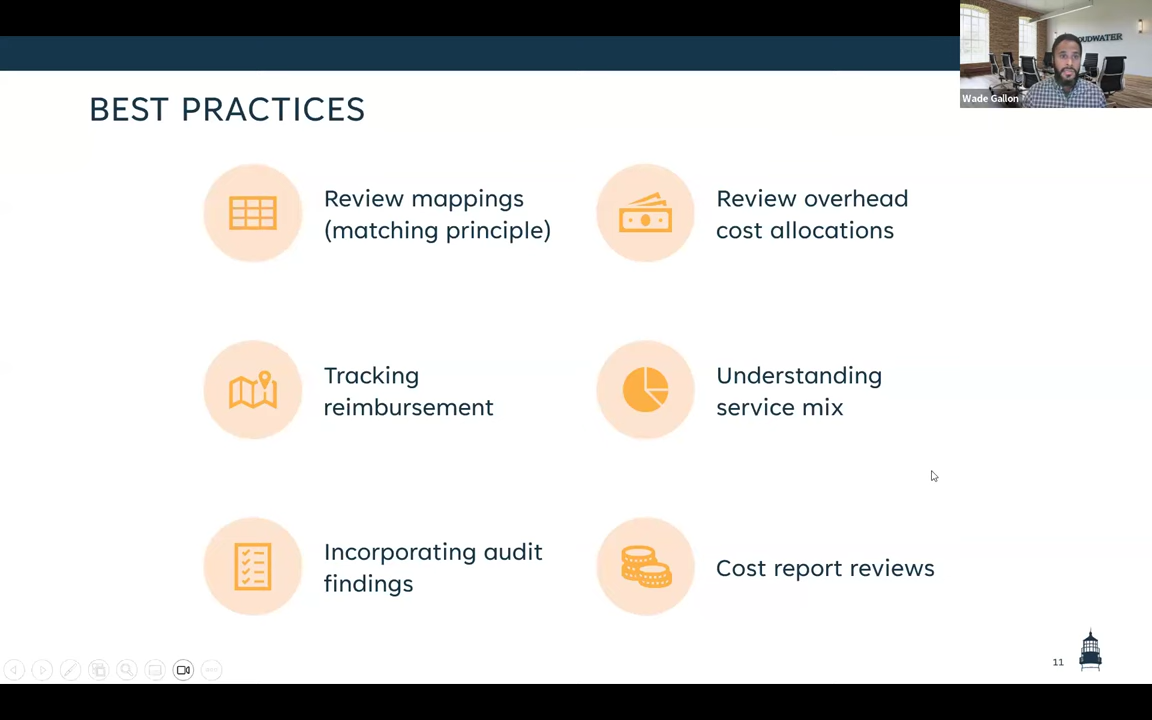 OUDWATER
Wade Gallon
BEST PRACTICES
Review mappings
(matching principle)
Review overhead
cost allocations
Tracking
reimbursement
Understanding
service mix
Incorporating audit
findings
Cost report reviews
11